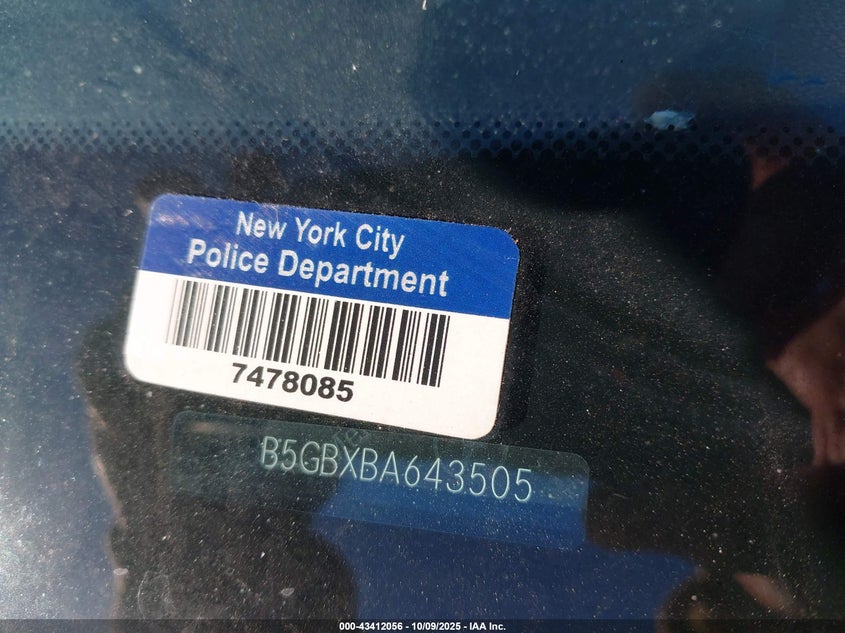 New York City
Police Department
7478085
B5GBXBA643505
000-43412056 - 10/09/2025 - IAA Inc.